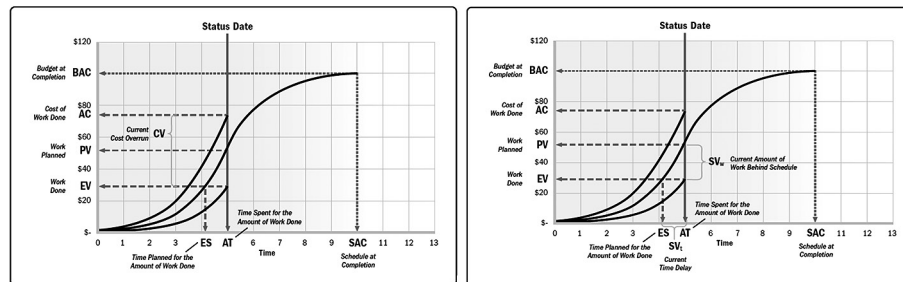 Status Date
$120
Budget at
Completion
BAC
Cost of
Work Done
$80
AC
Current
Cost Overrun
CV
$60
Work
Planned
PV
$40
Work
Done
EV
$20
Time Spent for the
Amount of Work Done
$-
0 1 2 3 ES AT 6 7 8 9 SAC 11 12 13
Time
Time Planned for the
Amount of Work Done
Schedule at
Completion
Status Date
$120
Budget at
Completion
BAC
Cost of
Work Done
$80
AC
$60
Work
Planned
PV
SVw
Current Amount of
Work Behind Schedule
$40
Work
Done
EV
$20
Time Spent for the
Amount of Work Done
$-
0 1 2 3 ES AT 6 7 8 9 SAC 11 12 13
Time
Time Planned for the
Amount of Work Done
SVt
Current
Time Delay
Schedule at
Completion